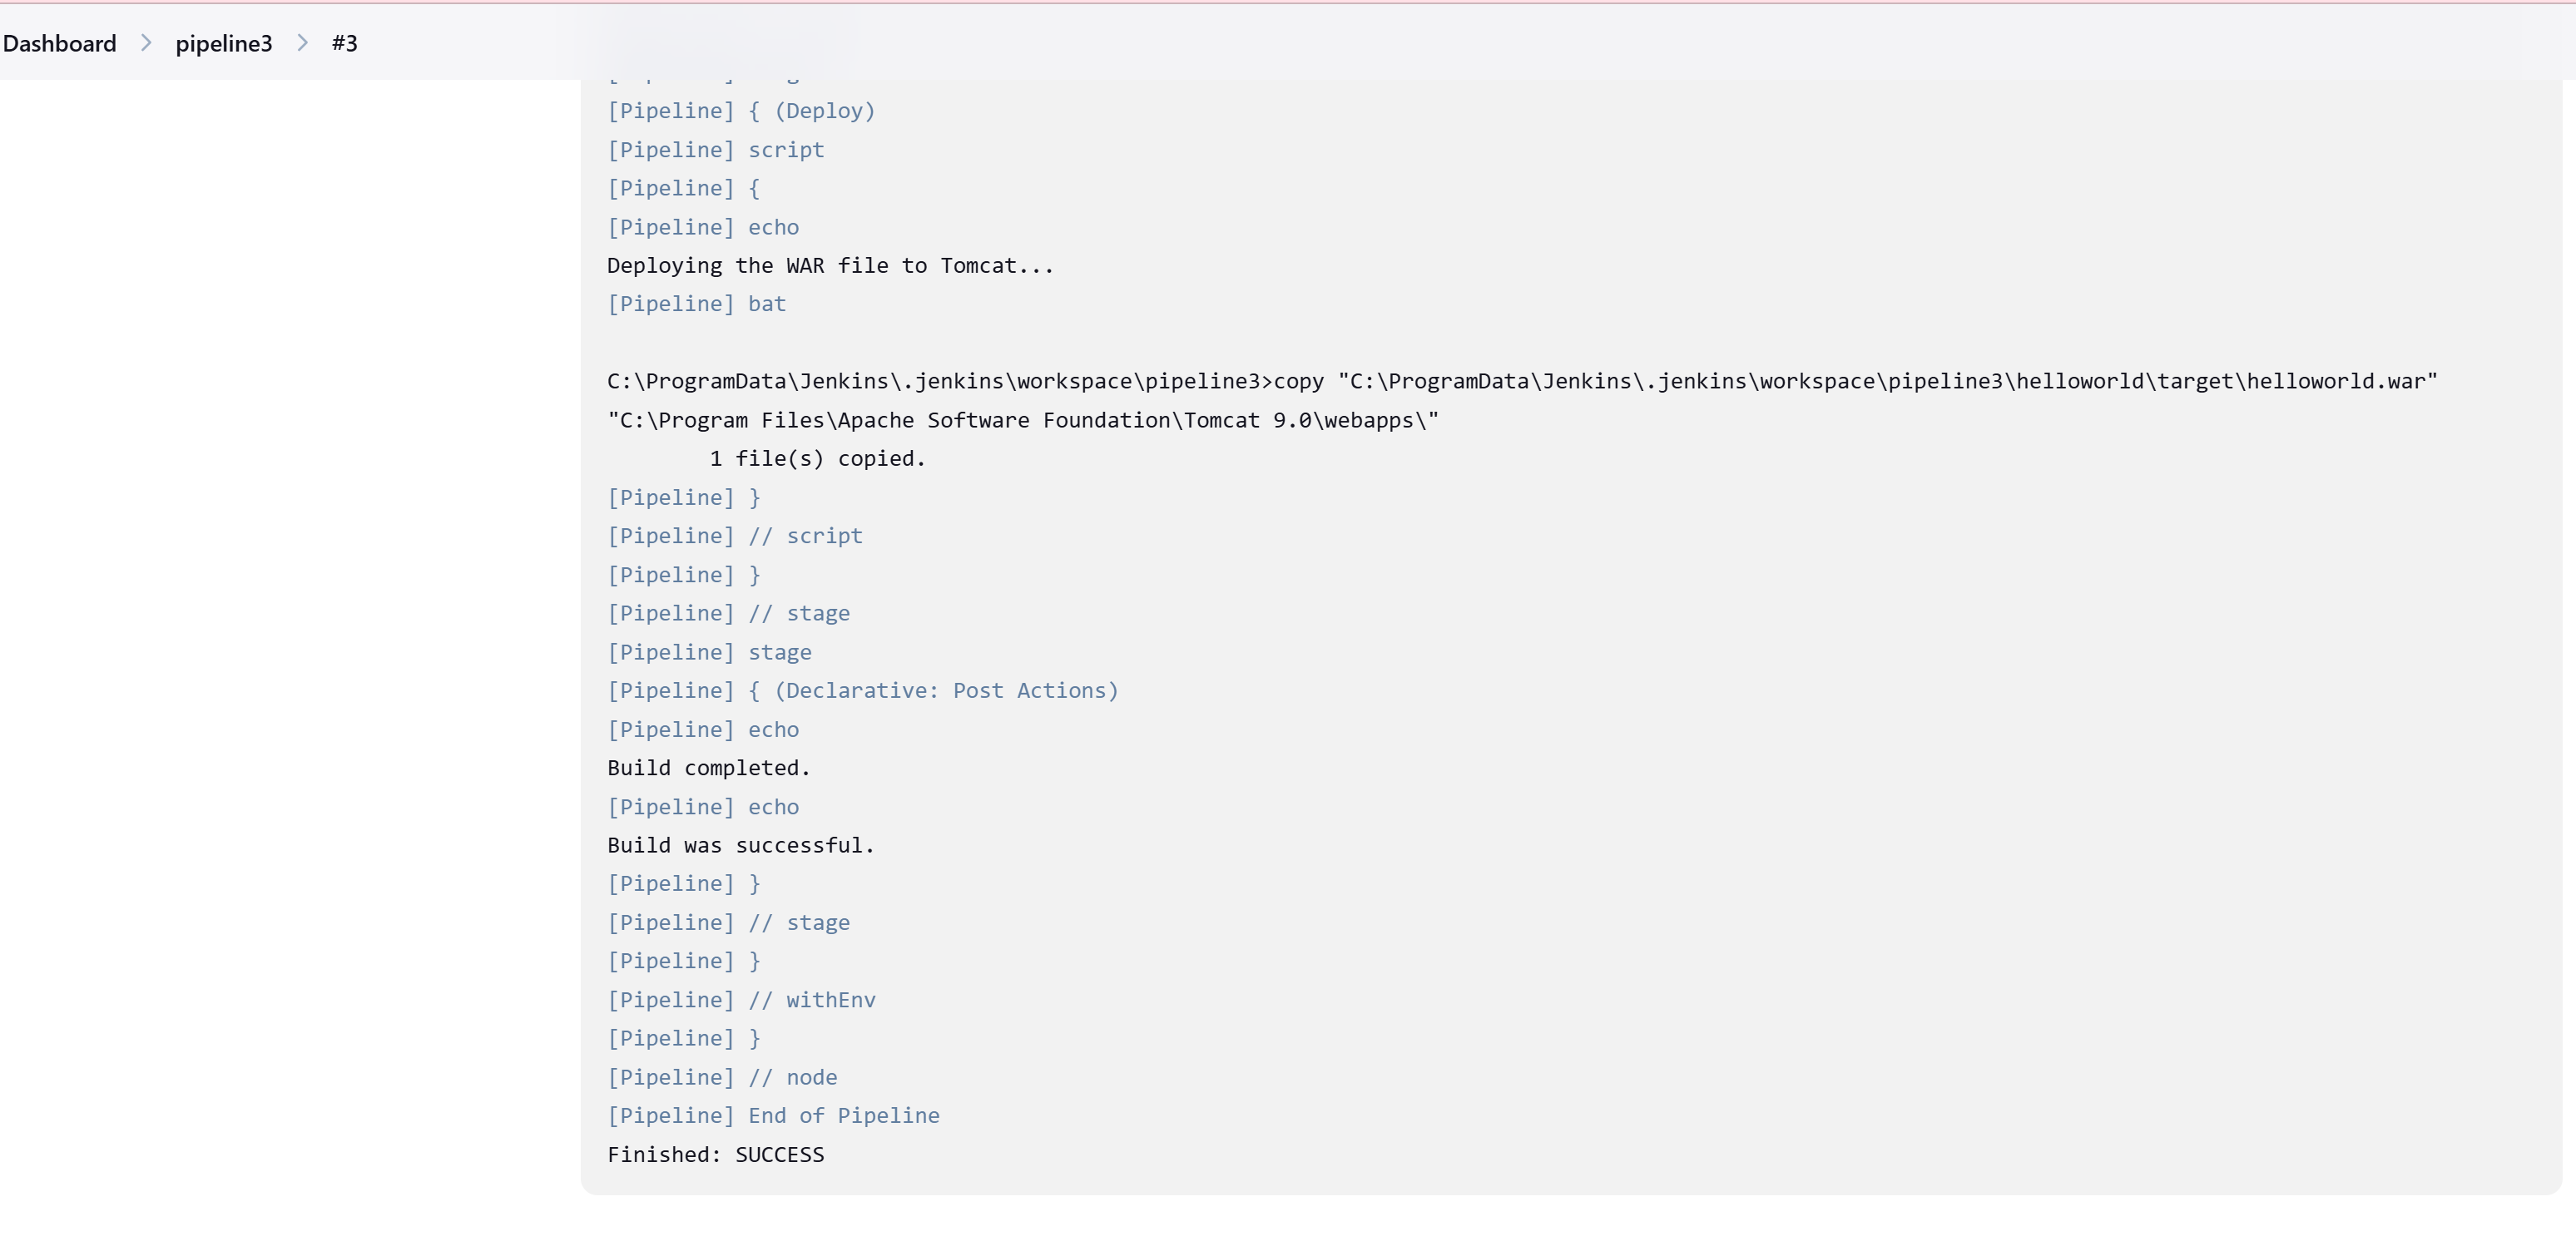 Dashboard > pipeline3 > #3
[Pipeline] { (Deploy)
[Pipeline] script
[Pipeline] {
[Pipeline] echo
Deploying the WAR file to Tomcat...
[Pipeline] bat
C:\ProgramData\Jenkins\.jenkins\workspace\pipeline3>copy "C:\ProgramData\Jenkins\.jenkins\workspace\pipeline3\helloworld\target\helloworld.war"
"C:\Program Files\Apache Software Foundation\Tomcat 9.0\webapps\"
        1 file(s) copied.
[Pipeline] }
[Pipeline] // script
[Pipeline] }
[Pipeline] // stage
[Pipeline] stage
[Pipeline] { (Declarative: Post Actions)
[Pipeline] echo
Build completed.
[Pipeline] echo
Build was successful.
[Pipeline] }
[Pipeline] // stage
[Pipeline] }
[Pipeline] // withEnv
[Pipeline] }
[Pipeline] // node
[Pipeline] End of Pipeline
Finished: SUCCESS